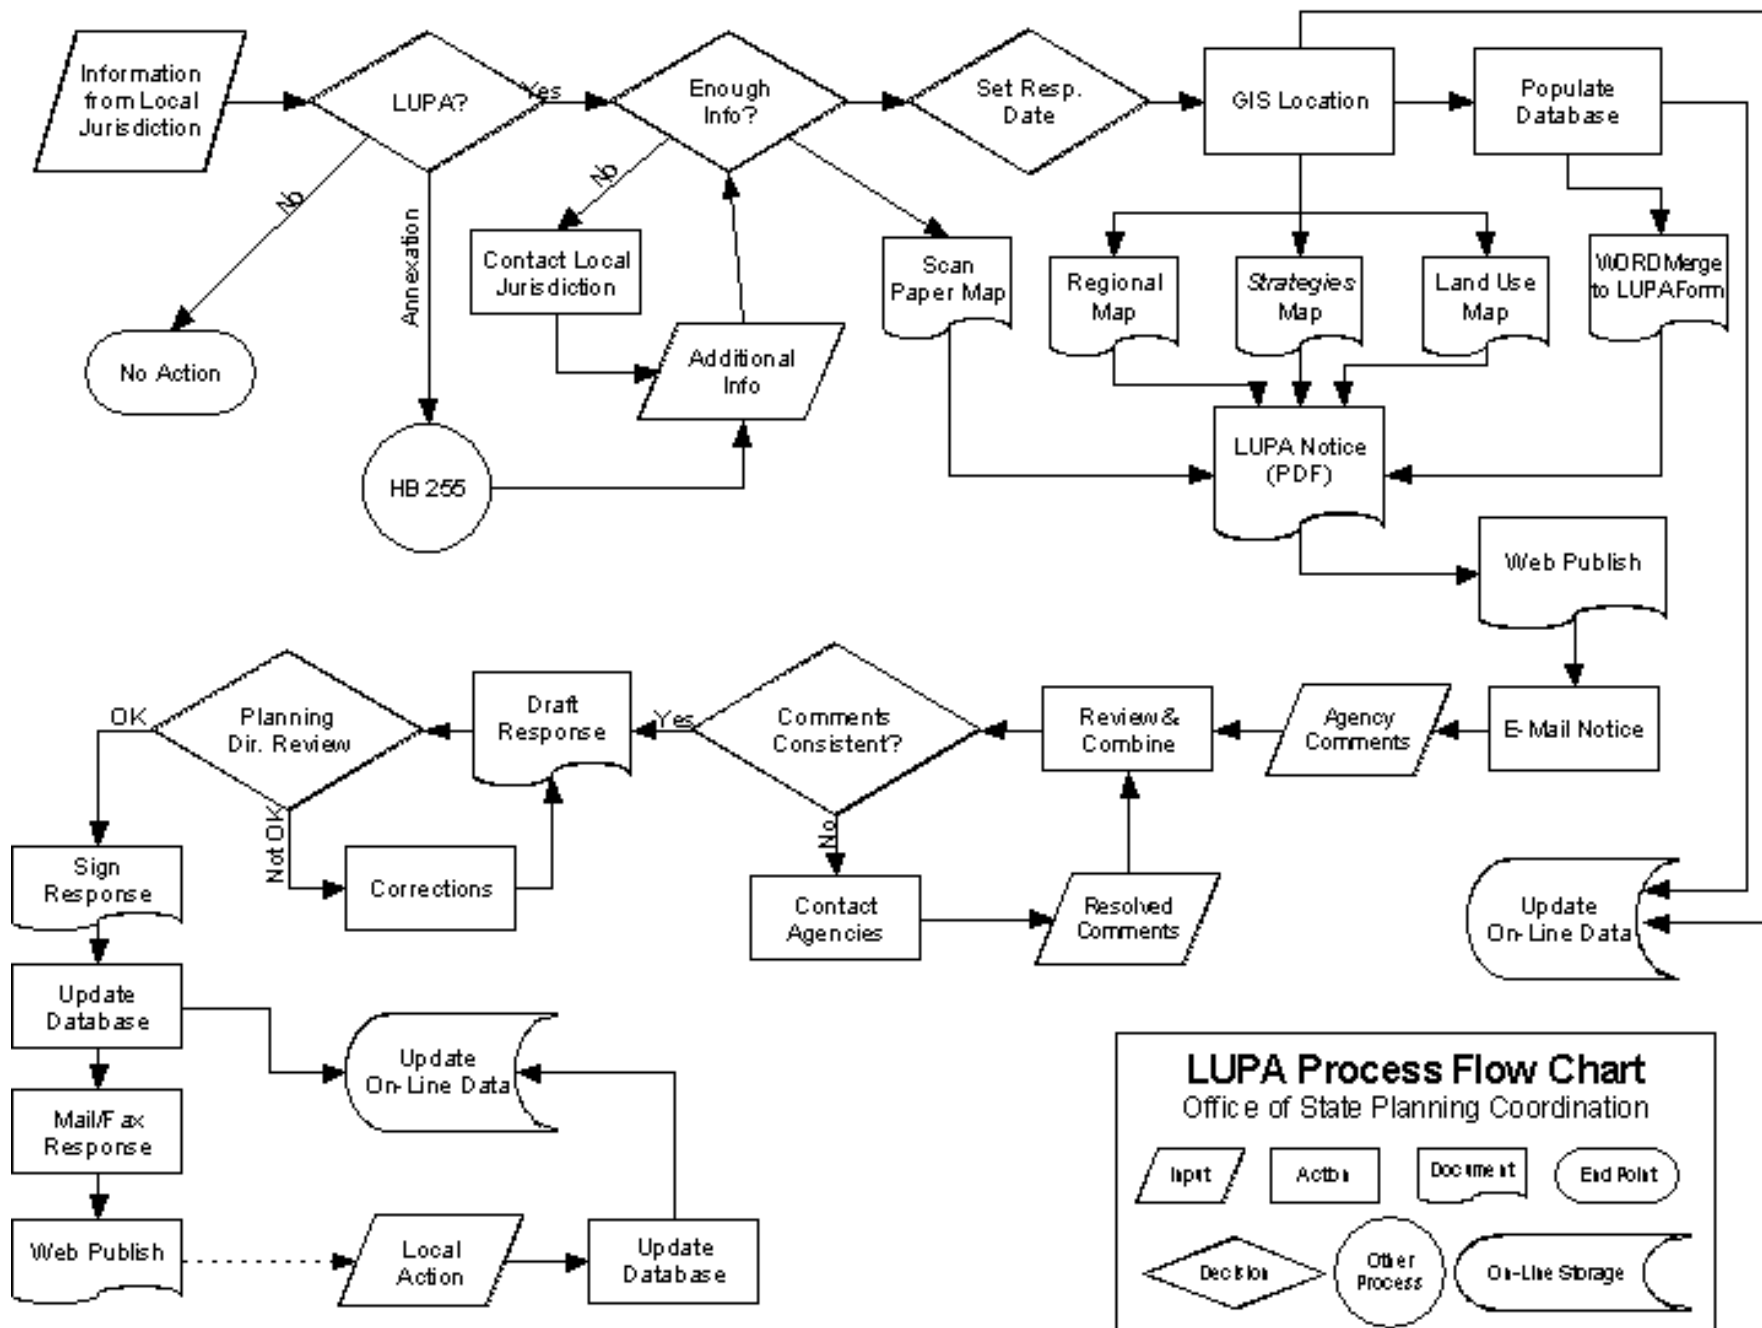 Information
from Local
Jurisdiction
LUPA?
Yes
Enough
Info?
Set Resp.
Date
GIS Location
Populate
Database
No
Annexation
No
Contact Local
Jurisdiction
Scan
Paper Map
Regional
Map
Strategies
Map
Land Use
Map
WORD Merge
to LUPA Form
No Action
Additional
Info
HB 255
LUPA Notice
(PDF)
Web Publish
OK
Planning
Dir. Review
Draft
Response
Yes
Comments
Consistent?
Review &
Combine
Agency
Comments
E-Mail Notice
Not OK
No
Sign
Response
Corrections
Contact
Agencies
Resolved
Comments
Update
On-Line Data
Update
Database
Update
On-Line Data
Mail/Fax
Response
Web Publish
Local
Action
Update
Database
LUPA Process Flow Chart
Office of State Planning Coordination
Input
Action
Document
End Point
Decision
Other
Process
On-Line Storage